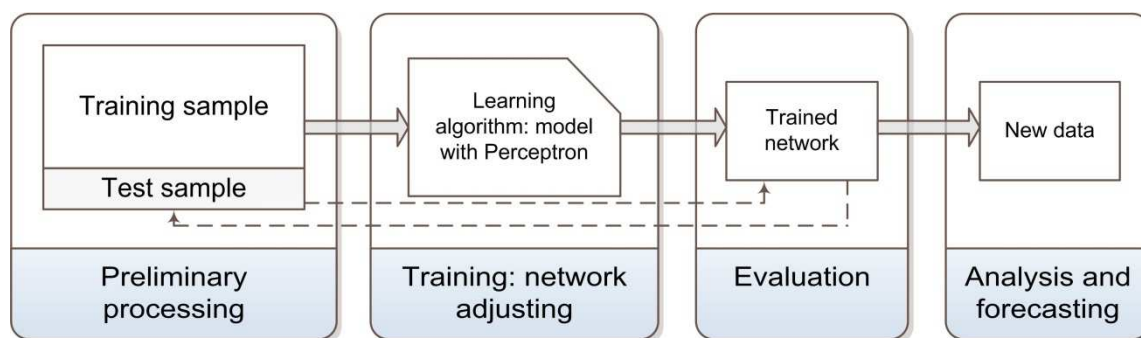 Training sample
Test sample
Learning
algorithm: model
with Perceptron
Trained
network
New data
Preliminary
processing
Training: network
adjusting
Evaluation
Analysis and
forecasting